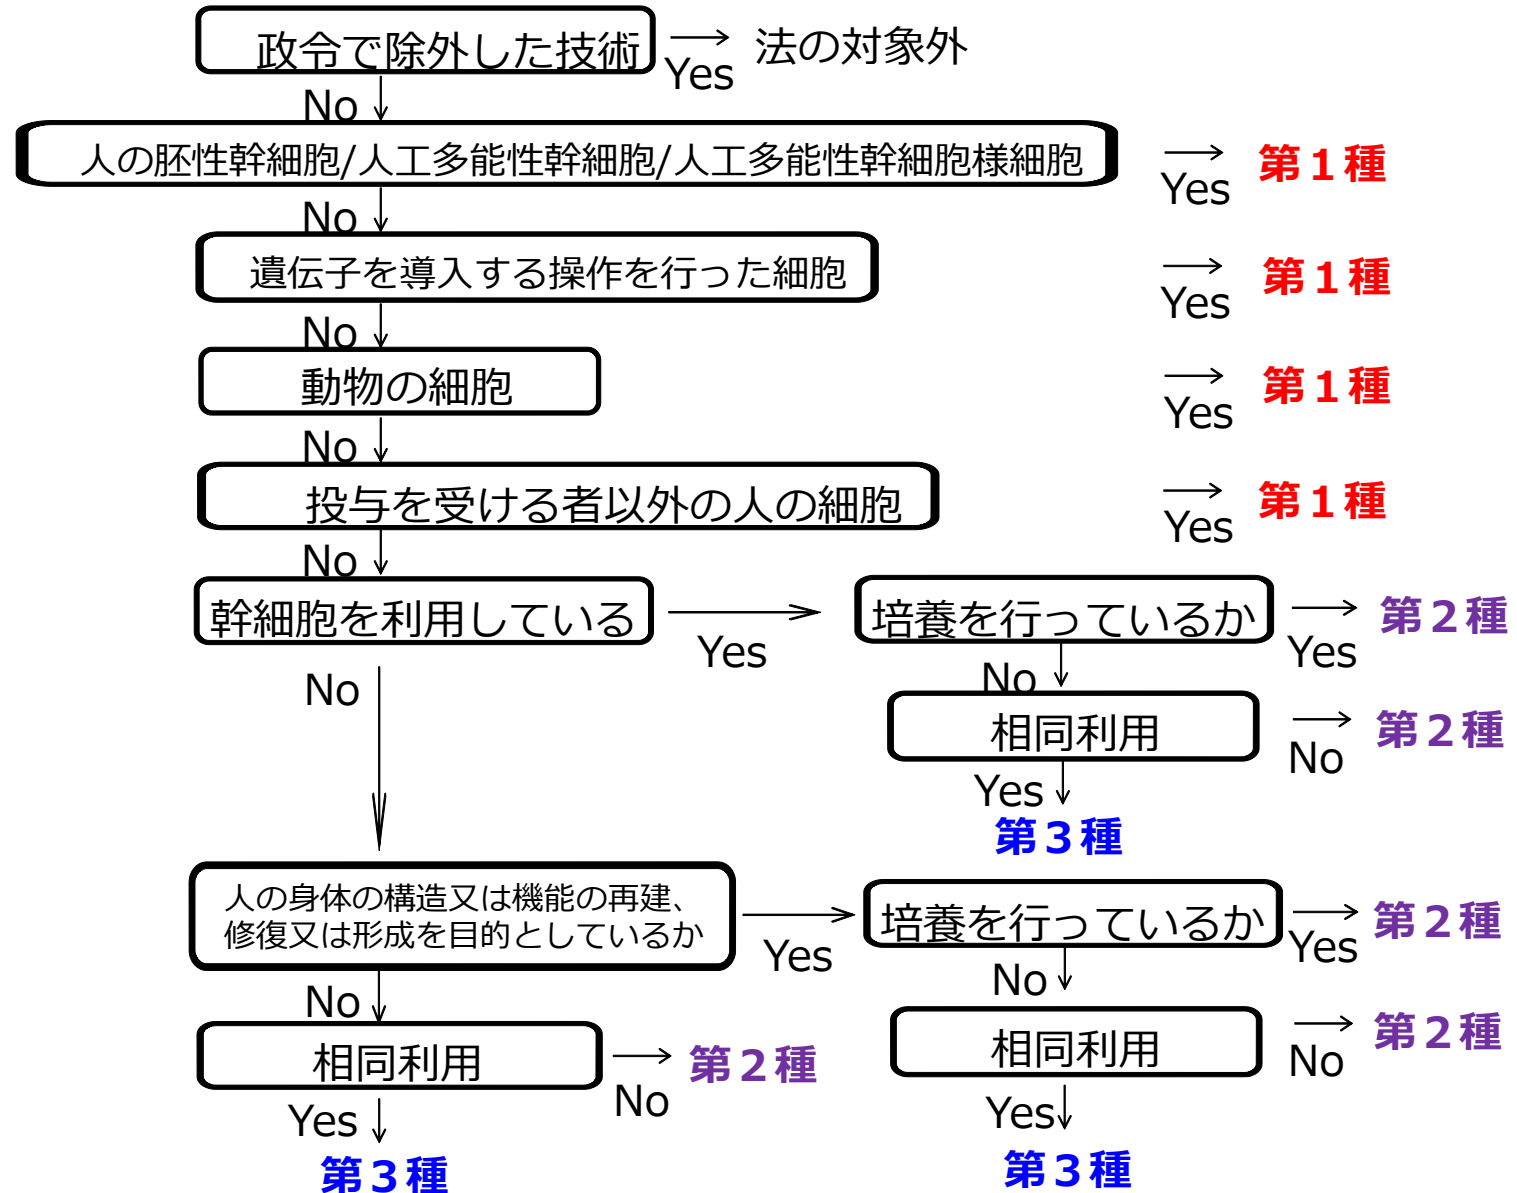 政令で除外した技術
Yes
法の対象外
No
人の胚性幹細胞/人工多能性幹細胞/人工多能性幹細胞様細胞
Yes
第１種
No
遺伝子を導入する操作を行った細胞
Yes
第１種
No
動物の細胞
Yes
第１種
No
投与を受ける者以外の人の細胞
Yes
第１種
No
幹細胞を利用している
Yes
培養を行っているか
Yes
第２種
No
No
相同利用
No
第２種
Yes
第３種
人の身体の構造又は機能の再建、
修復又は形成を目的としているか
Yes
培養を行っているか
Yes
第２種
No
No
相同利用
No
第２種
相同利用
No
第２種
Yes
第３種
Yes
第３種